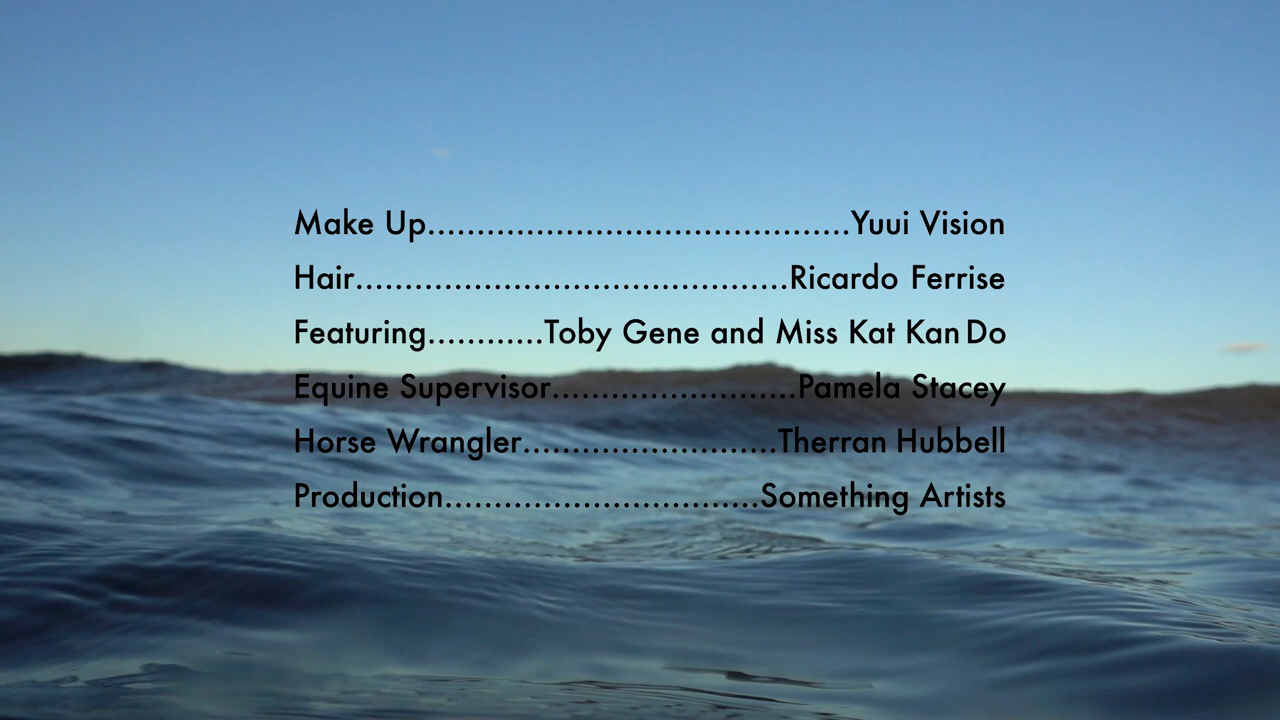 Make Up...........................................Yuui Vision
Hair............................................Ricardo Ferrise
Featuring............Toby Gene and Miss Kat Kan Do
Equine Supervisor.........................Pamela Stacey
Horse Wrangler..........................Therran Hubbell
Production................................Something Artists